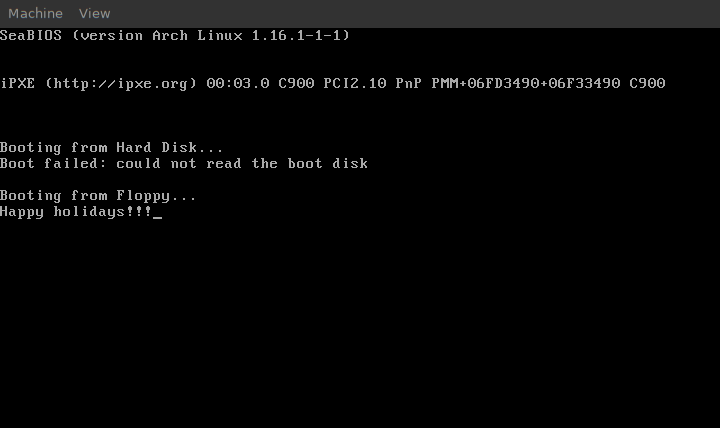 Machine View
SeaBIOS (version Arch Linux 1.16.1-1-1)
iPXE (http://ipxe.org) 00:03.0 C900 PCI2.10 PnP PMM+06FD3490+06F33490 C900
Booting from Hard Disk...
Boot failed: could not read the boot disk
Booting from Floppy...
Happy holidays!!!_